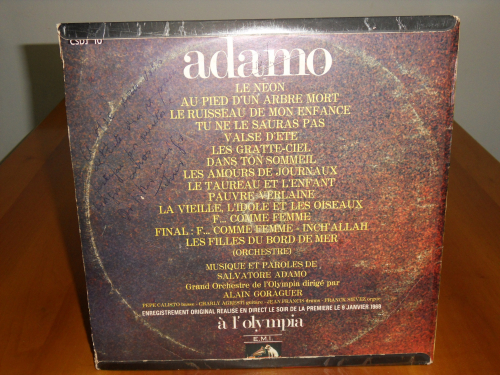 CSDJ 10
adamo
LE NEON
AU PIED D'UN ARBRE MORT
LE RUISSEAU DE MON ENFANCE
TU NE LE SAURAS PAS
VALSE D'ETE
LES GRATTE-CIEL
DANS TON SOMMEIL
LES AMOURS DE JOURNAUX
LE TAUREAU ET L'ENFANT
PAUVRE VERLAINE
LA VIEILLE, L'IDOLE ET LES OISEAUX
F... COMME FEMME
FINAL: F... COMME FEMME - INCH'ALLAH
LES FILLES DU BORD DE MER
(ORCHESTRE)
MUSIQUE ET PAROLES DE
SALVATORE ADAMO
Grand Orchestre de l'Olympia dirigé par
ALAIN GORAGUER
ENREGISTREMENT ORIGINAL REALISE EN DIRECT LE SOIR DE LA PREMIERE LE 9 JANVIER 1969
à l'olympia
E.M.I.